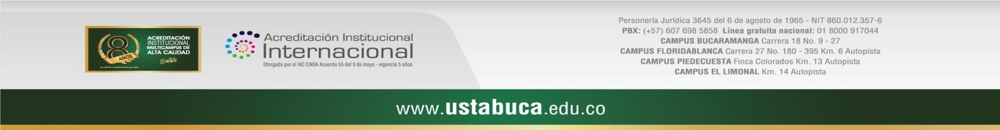 8 AÑOS
ACREDITACIÓN
INSTITUCIONAL
MULTICAMPUS DE
ALTA CALIDAD
Santoto
Acreditación Institucional
Internacional
Otorgada por el IAC CINDA Acuerdo 55 del 9 de mayo - vigencia 5 años
Personería Jurídica 3645 del 6 de agosto de 1965 - NIT 860.012.357-6
PBX: (+57) 607 698 5858 Línea gratuita nacional: 01 8000 917044
CAMPUS BUCARAMANGA Carrera 18 No. 9 - 27
CAMPUS FLORIDABLANCA Carrera 27 No. 180 - 395 Km. 6 Autopista
CAMPUS PIEDECUESTA Finca Colorados Km. 13 Autopista
CAMPUS EL LIMONAL Km. 14 Autopista
www.ustabuca.edu.co